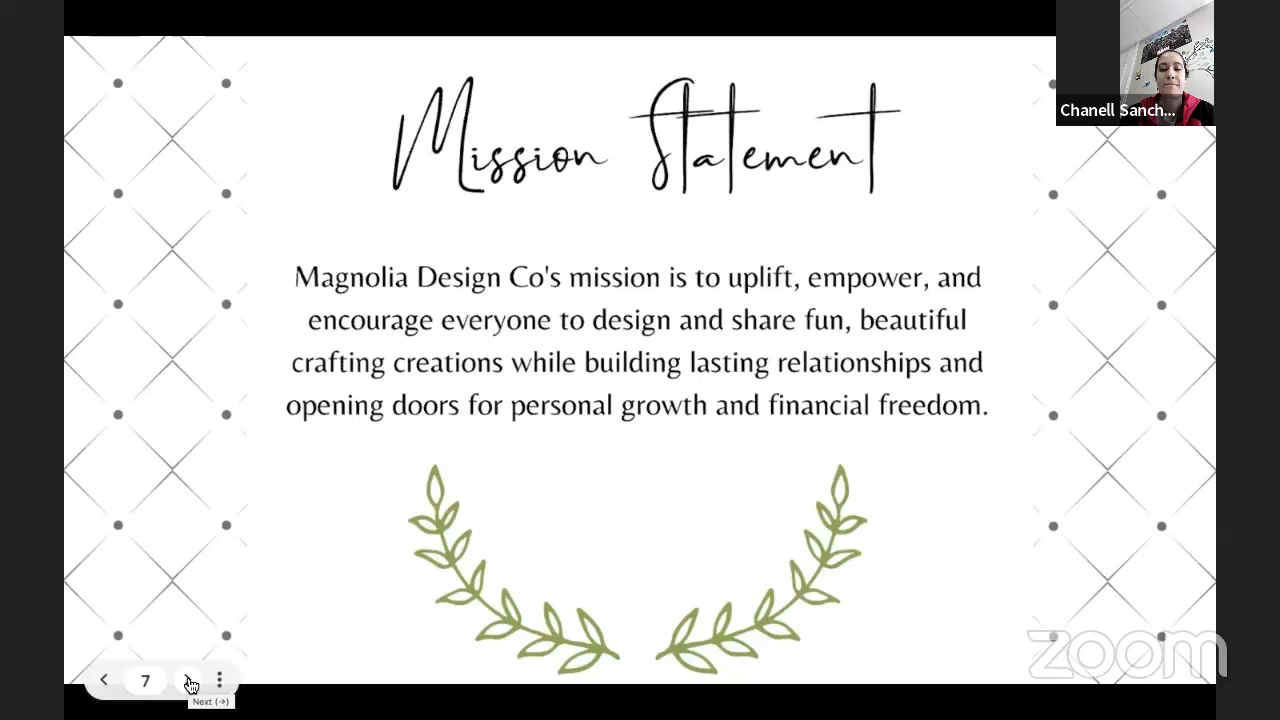 Mission Statement
Chanell Sanch...
Magnolia Design Co's mission is to uplift, empower, and
encourage everyone to design and share fun, beautiful
crafting creations while building lasting relationships and
opening doors for personal growth and financial freedom.
zoom
7
Next (→)